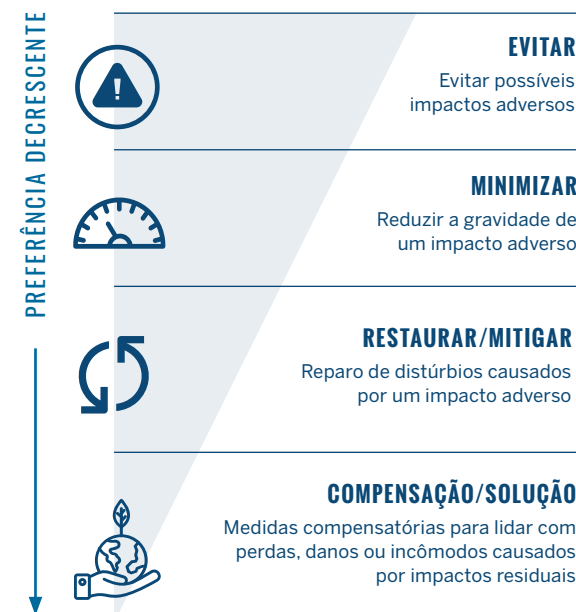 PREFERÊNCIA DECRESCENTE
!
EVITAR
Evitar possíveis
impactos adversos
MINIMIZAR
Reduzir a gravidade de
um impacto adverso
RESTAURAR/MITIGAR
Reparo de distúrbios causados
por um impacto adverso
COMPENSAÇÃO/SOLUÇÃO
Medidas compensatórias para lidar com
perdas, danos ou incômodos causados
por impactos residuais